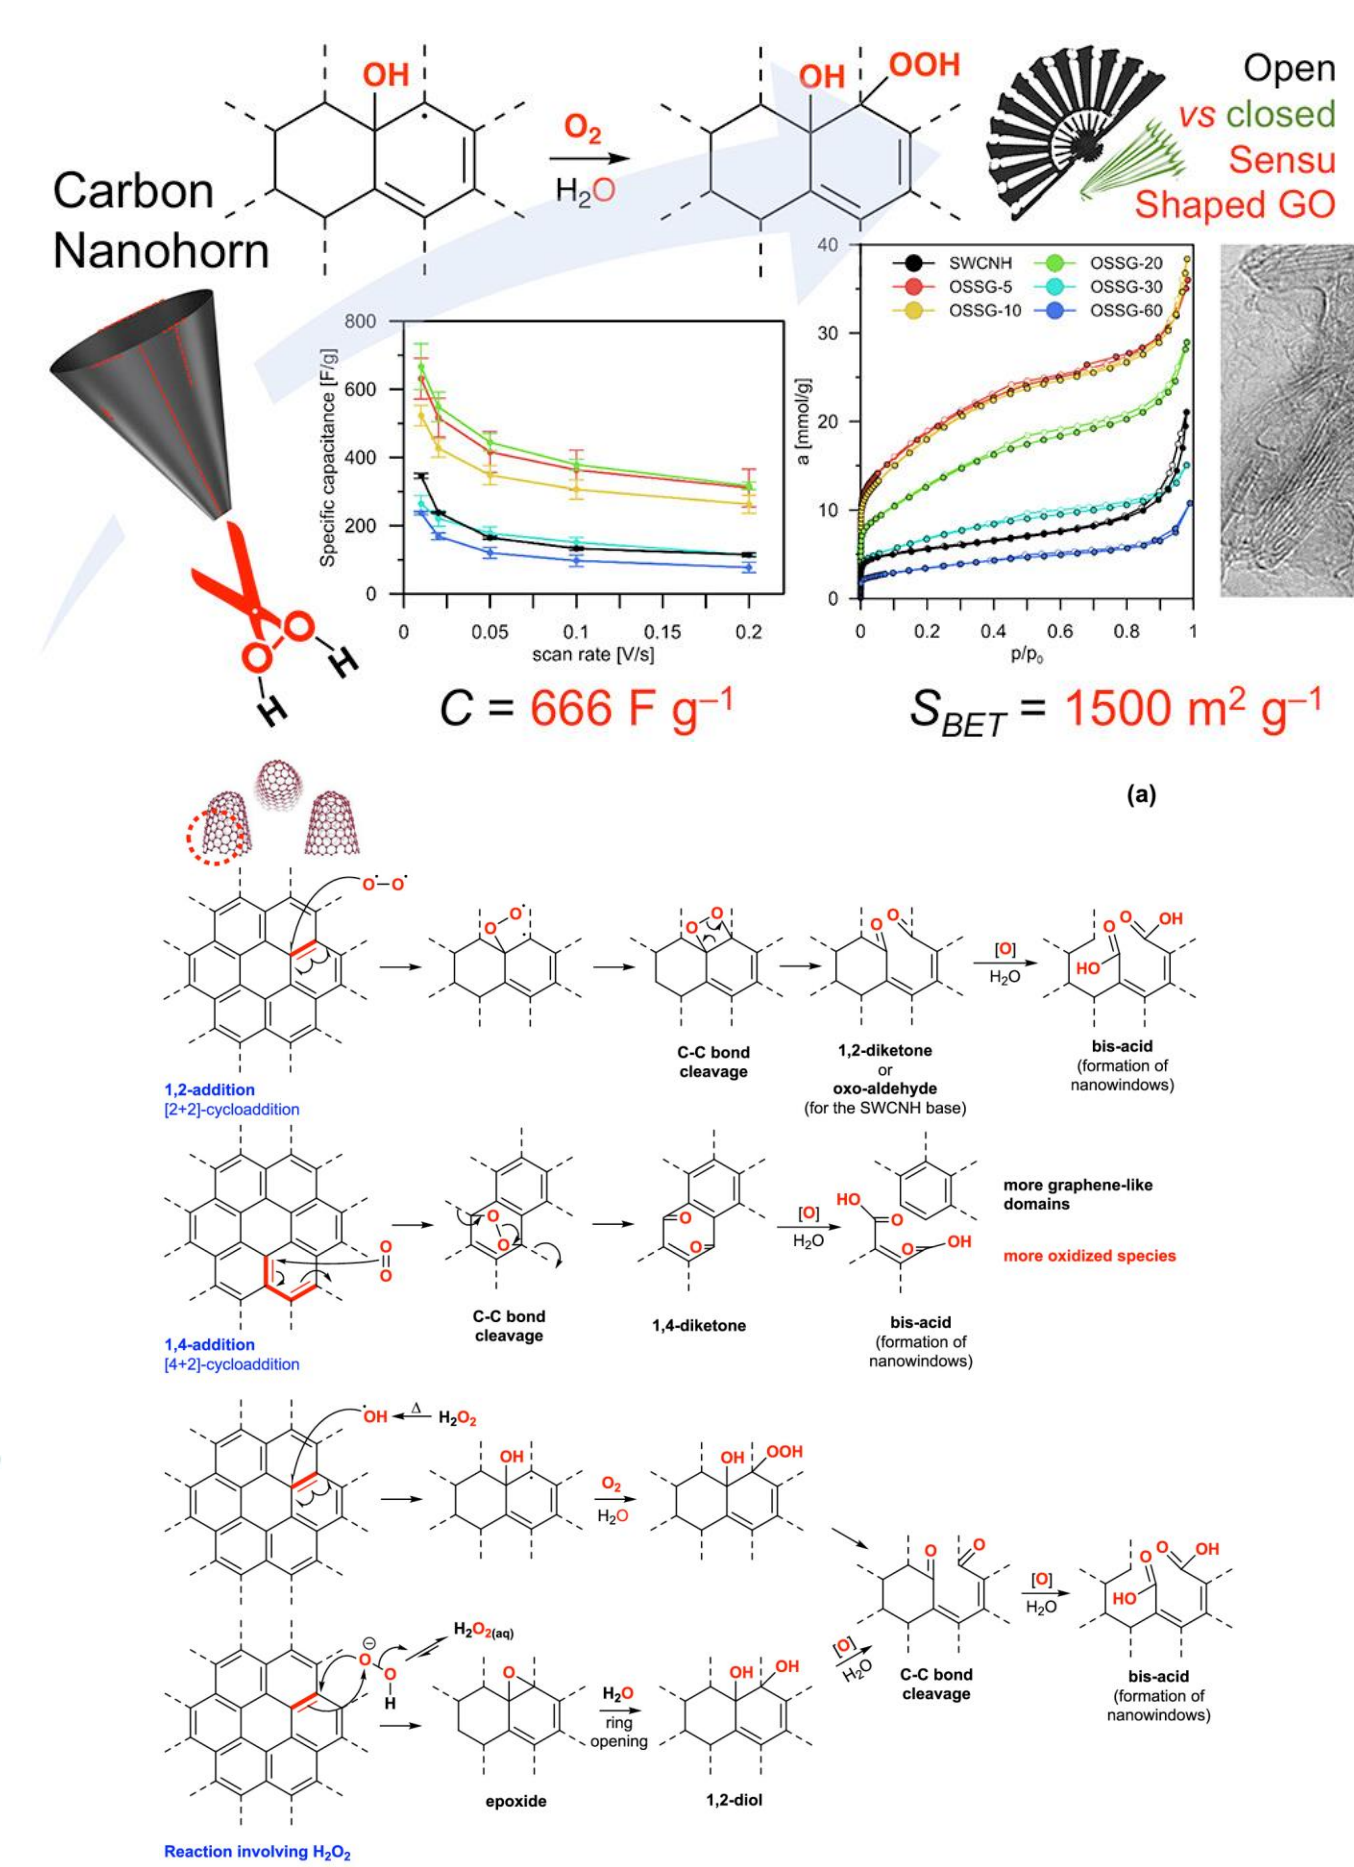 Carbon
Nanohorn
OH
O₂
H₂O
OH
OOH
Open
vs closed
Sensu
Shaped GO
Specific capacitance [F/g]
800
600
400
200
0
0
0.05
0.1
0.15
0.2
scan rate [V/s]
a [mmol/g]
40
30
20
10
0
SWCNH
OSSG-5
OSSG-10
OSSG-20
OSSG-30
OSSG-60
0
0.2
0.4
0.6
0.8
1
p/p₀
O
O
H
H
C = 666 F g⁻¹
S_BET = 1500 m² g⁻¹
(a)
O–O
O
O
O
O
O
O
[O]
H₂O
O
O
OH
HO
C-C bond
cleavage
1,2-diketone
or
oxo-aldehyde
(for the SWCNH base)
bis-acid
(formation of
nanowindows)
1,2-addition
[2+2]-cycloaddition
O
O
O
O
O
O
[O]
H₂O
HO
O
O
OH
more graphene-like
domains
more oxidized species
C-C bond
cleavage
1,4-diketone
bis-acid
(formation of
nanowindows)
1,4-addition
[4+2]-cycloaddition
OH
Δ
H₂O₂
OH
O₂
H₂O
OH
OOH
O
O
[O]
H₂O
O
O
OH
HO
C-C bond
cleavage
bis-acid
(formation of
nanowindows)
⊖
O
O
H
H₂O₂(aq)
O
H₂O
ring
opening
OH
OH
[O]
H₂O
epoxide
1,2-diol
Reaction involving H₂O₂